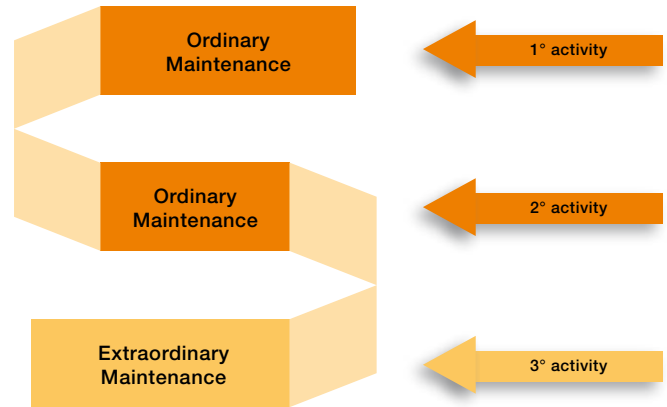 Ordinary
Maintenance
1° activity
Ordinary
Maintenance
2° activity
Extraordinary
Maintenance
3° activity